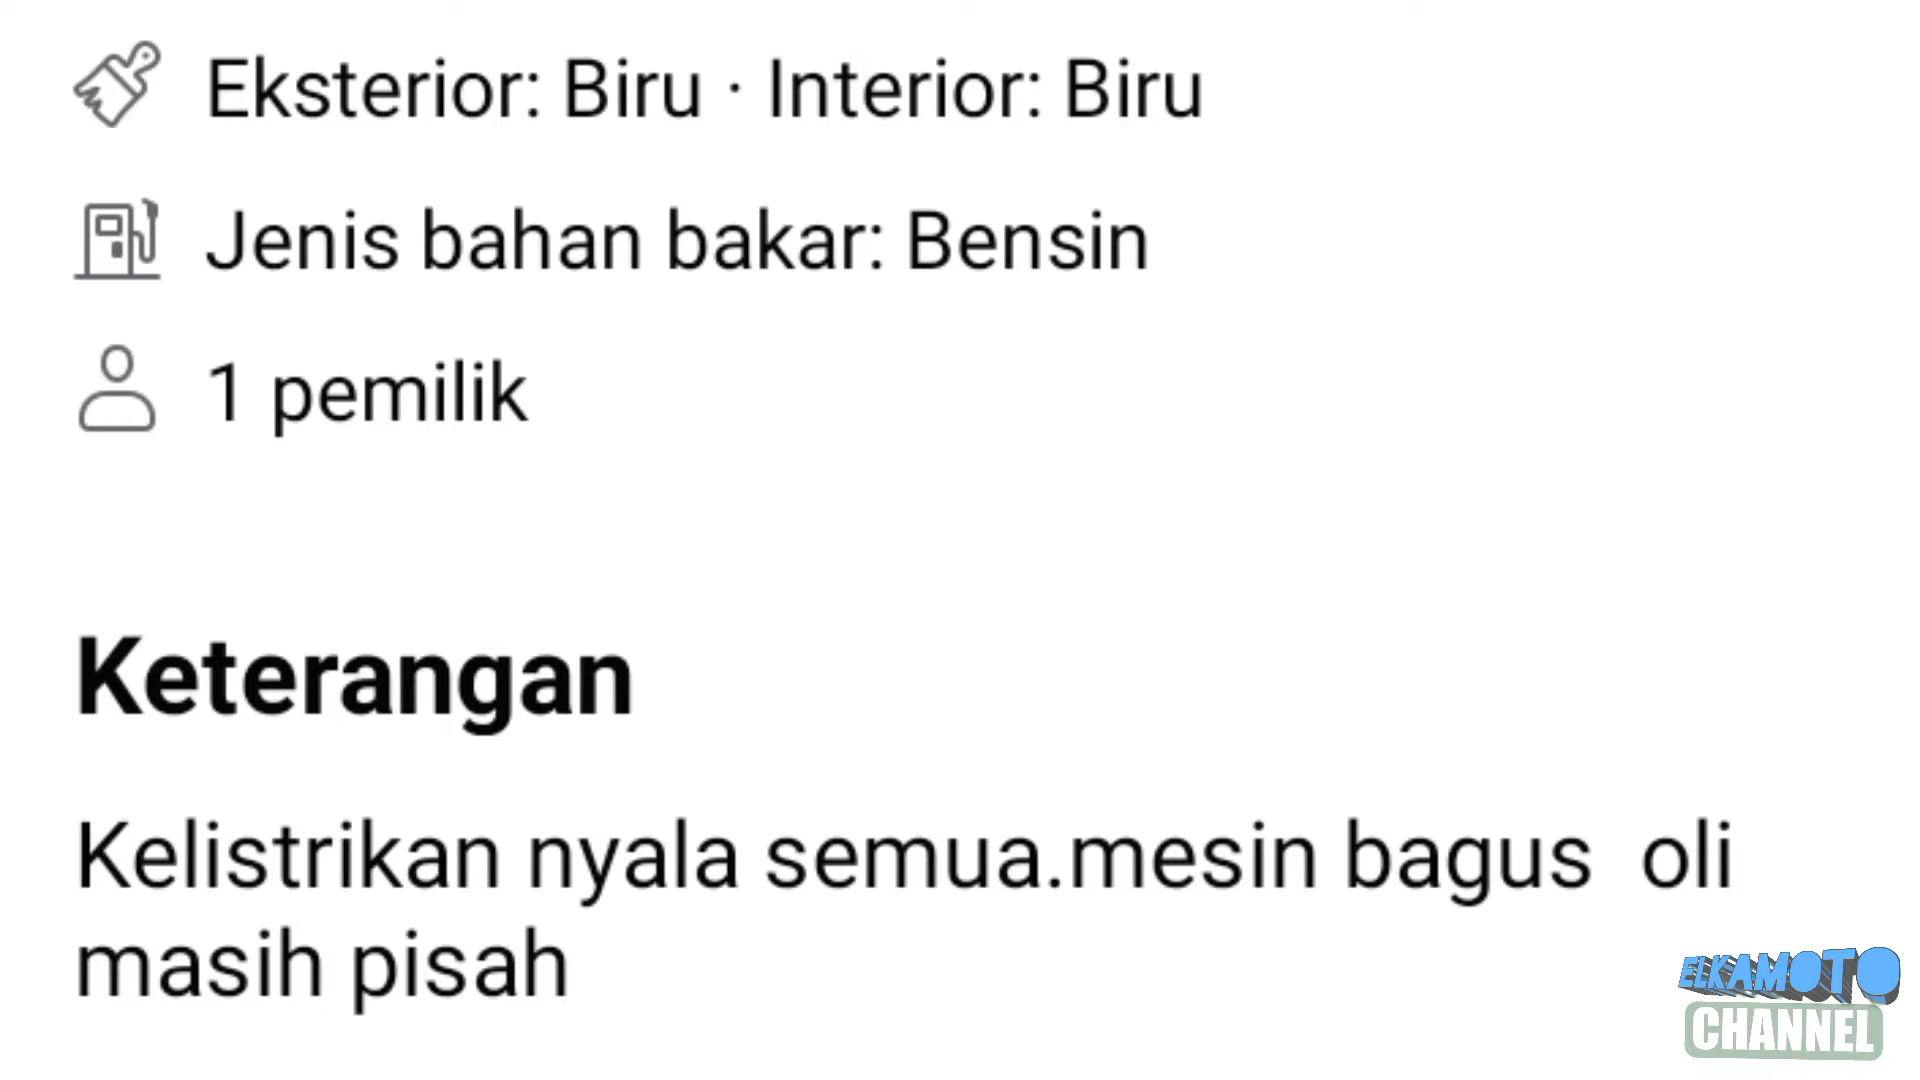 Eksterior: Biru · Interior: Biru
Jenis bahan bakar: Bensin
1 pemilik
Keterangan
Kelistrikan nyala semua.mesin bagus  oli
masih pisah
ELKAMOTO
CHANNEL